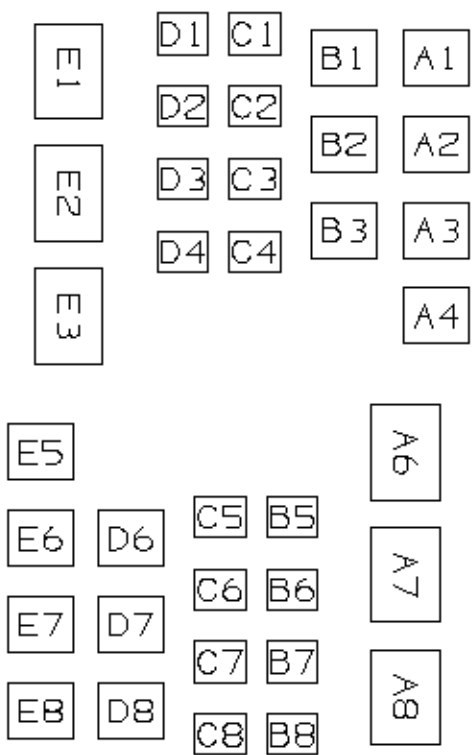 E1 D1 C1 B1 A1
E2 D2 C2 B2 A2
E3 D3 C3 B3 A3
D4 C4 A4
E5 C5 B5 A6
E6 D6 C6 B6 A7
E7 D7 C7 B7 A8
E8 D8 C8 B8